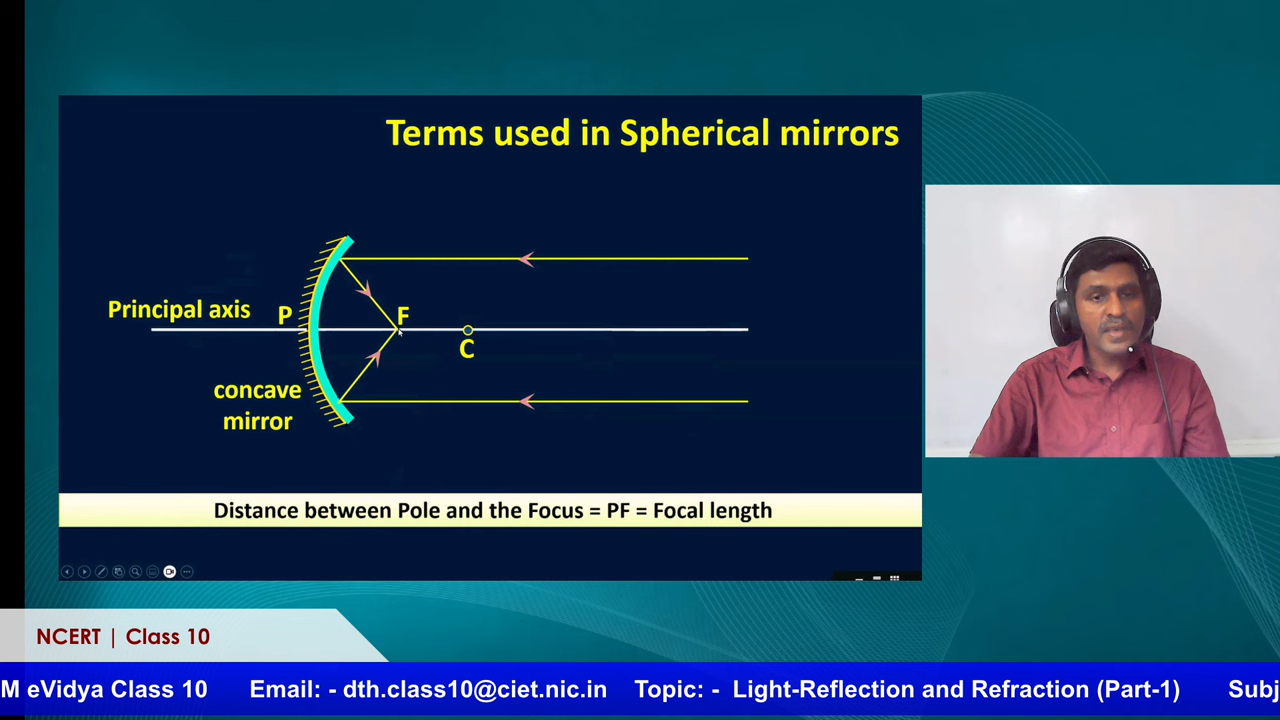 Terms used in Spherical mirrors
Principal axis
P
F
C
concave
mirror
Distance between Pole and the Focus = PF = Focal length
NCERT | Class 10
M eVidya Class 10 Email: - dth.class10@ciet.nic.in Topic: - Light-Reflection and Refraction (Part-1) Subj